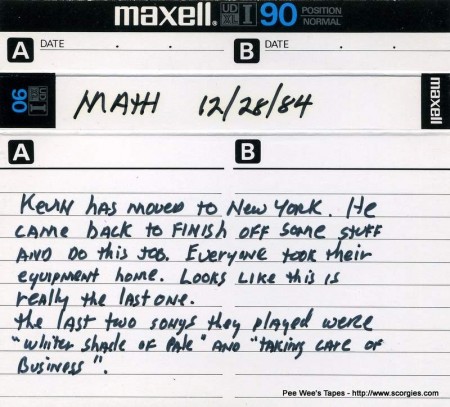 maxell. UD XL I 90 POSITION NORMAL
A DATE . . B DATE . .
90 UD XL I MATH 12/28/84 maxell
A B
KEVIN HAS MOVED TO NEW YORK. HE
CAME BACK TO FINISH OFF SOME STUFF
AND DO THIS JOB. EVERYONE TOOK THEIR
EQUIPMENT HOME. LOOKS LIKE THIS IS
REALLY THE LAST ONE.
THE LAST TWO SONGS THEY PLAYED WERE
"WHITER SHADE OF PALE" AND "TAKING CARE OF
BUSINESS".
Pee Wee's Tapes - http://www.scorgies.com